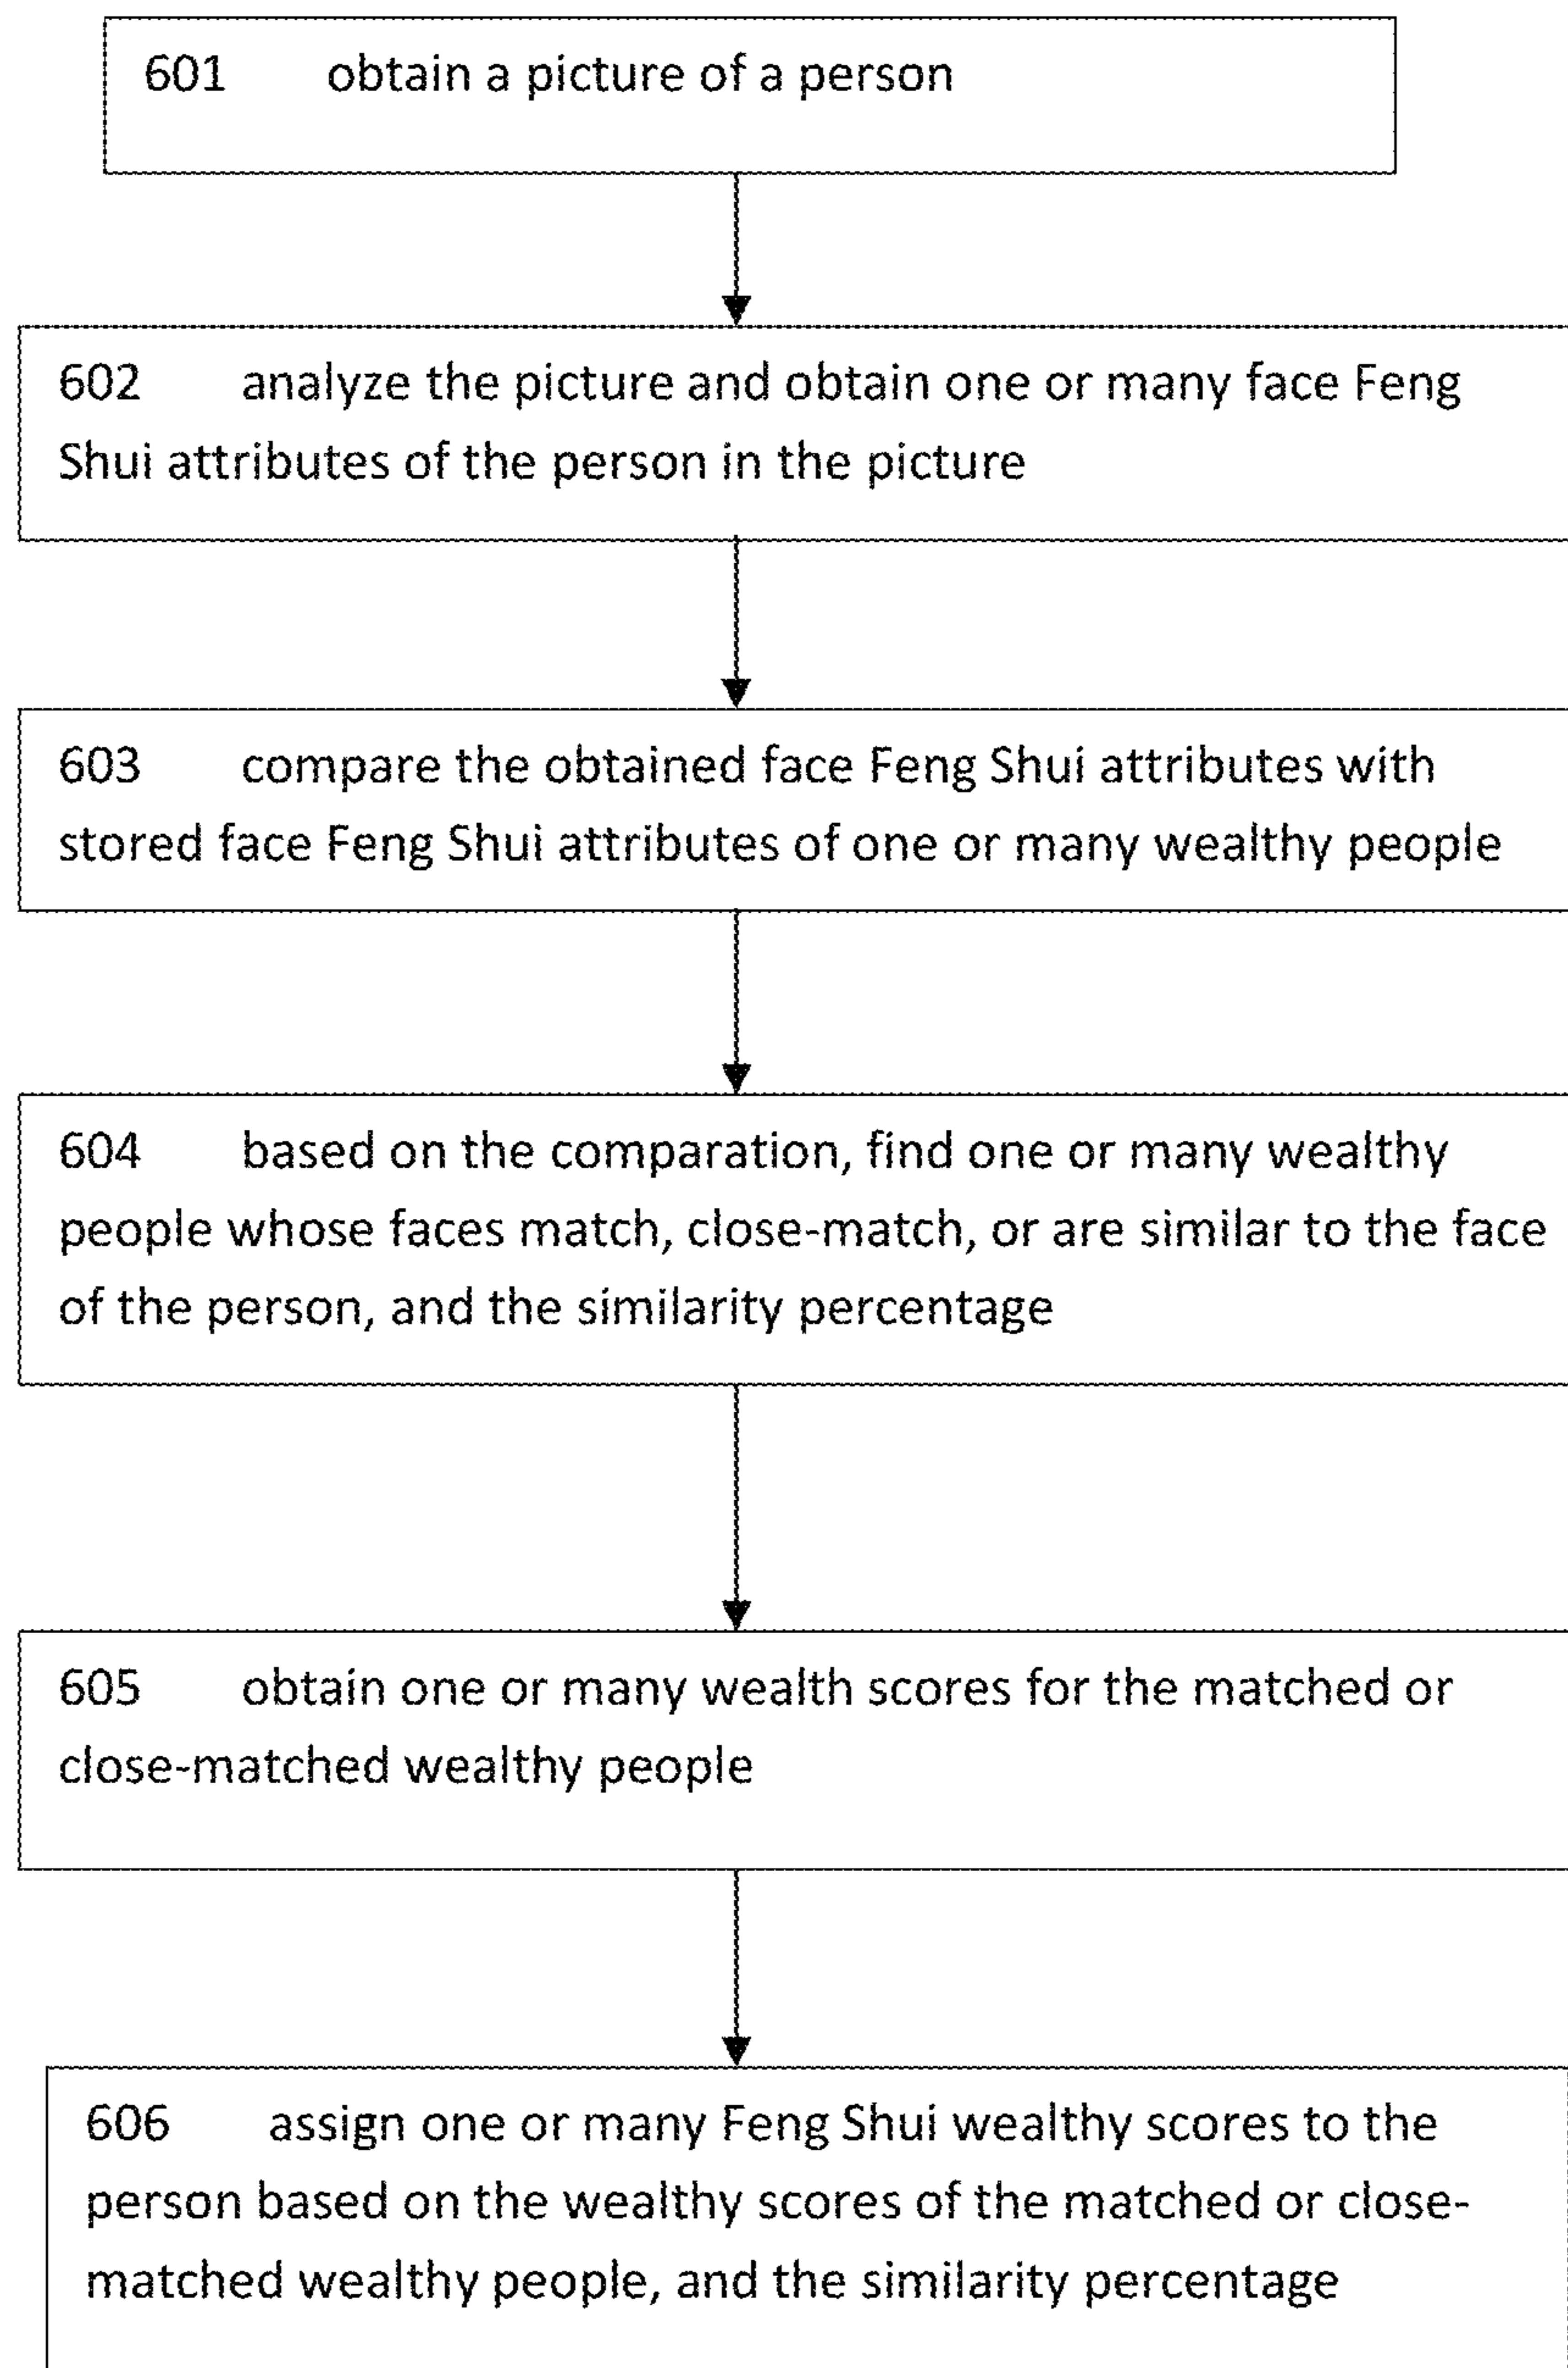 601 obtain a picture of a person
602 analyze the picture and obtain one or many face Feng
Shui attributes of the person in the picture
603 compare the obtained face Feng Shui attributes with
stored face Feng Shui attributes of one or many wealthy people
604 based on the comparation, find one or many wealthy
people whose faces match, close-match, or are similar to the face
of the person, and the similarity percentage
605 obtain one or many wealth scores for the matched or
close-matched wealthy people
606 assign one or many Feng Shui wealthy scores to the
person based on the wealthy scores of the matched or close-
matched wealthy people, and the similarity percentage